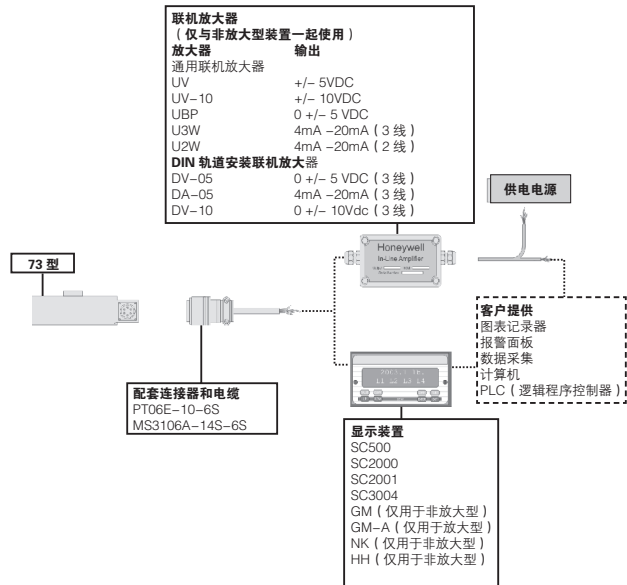 联机放大器
（仅与非放大型装置一起使用）
放大器 输出
通用联机放大器
UV +/– 5VDC
UV–10 +/– 10VDC
UBP 0 +/– 5 VDC
U3W 4mA –20mA（3 线）
U2W 4mA –20mA（2 线）
DIN 轨道安装联机放大器
DV–05 0 +/– 5 VDC（3 线）
DA–05 4mA –20mA（3 线）
DV–10 0 +/– 10Vdc（3 线）
供电电源
Honeywell
In-Line Amplifier
73 型
客户提供
图表记录器
报警面板
数据采集
计算机
PLC（逻辑程序控制器）
配套连接器和电缆
PT06E–10–6S
MS3106A–14S–6S
显示装置
SC500
SC2000
SC2001
SC3004
GM（仅用于非放大型）
GM–A（仅用于放大型）
NK（仅用于非放大型）
HH（仅用于非放大型）